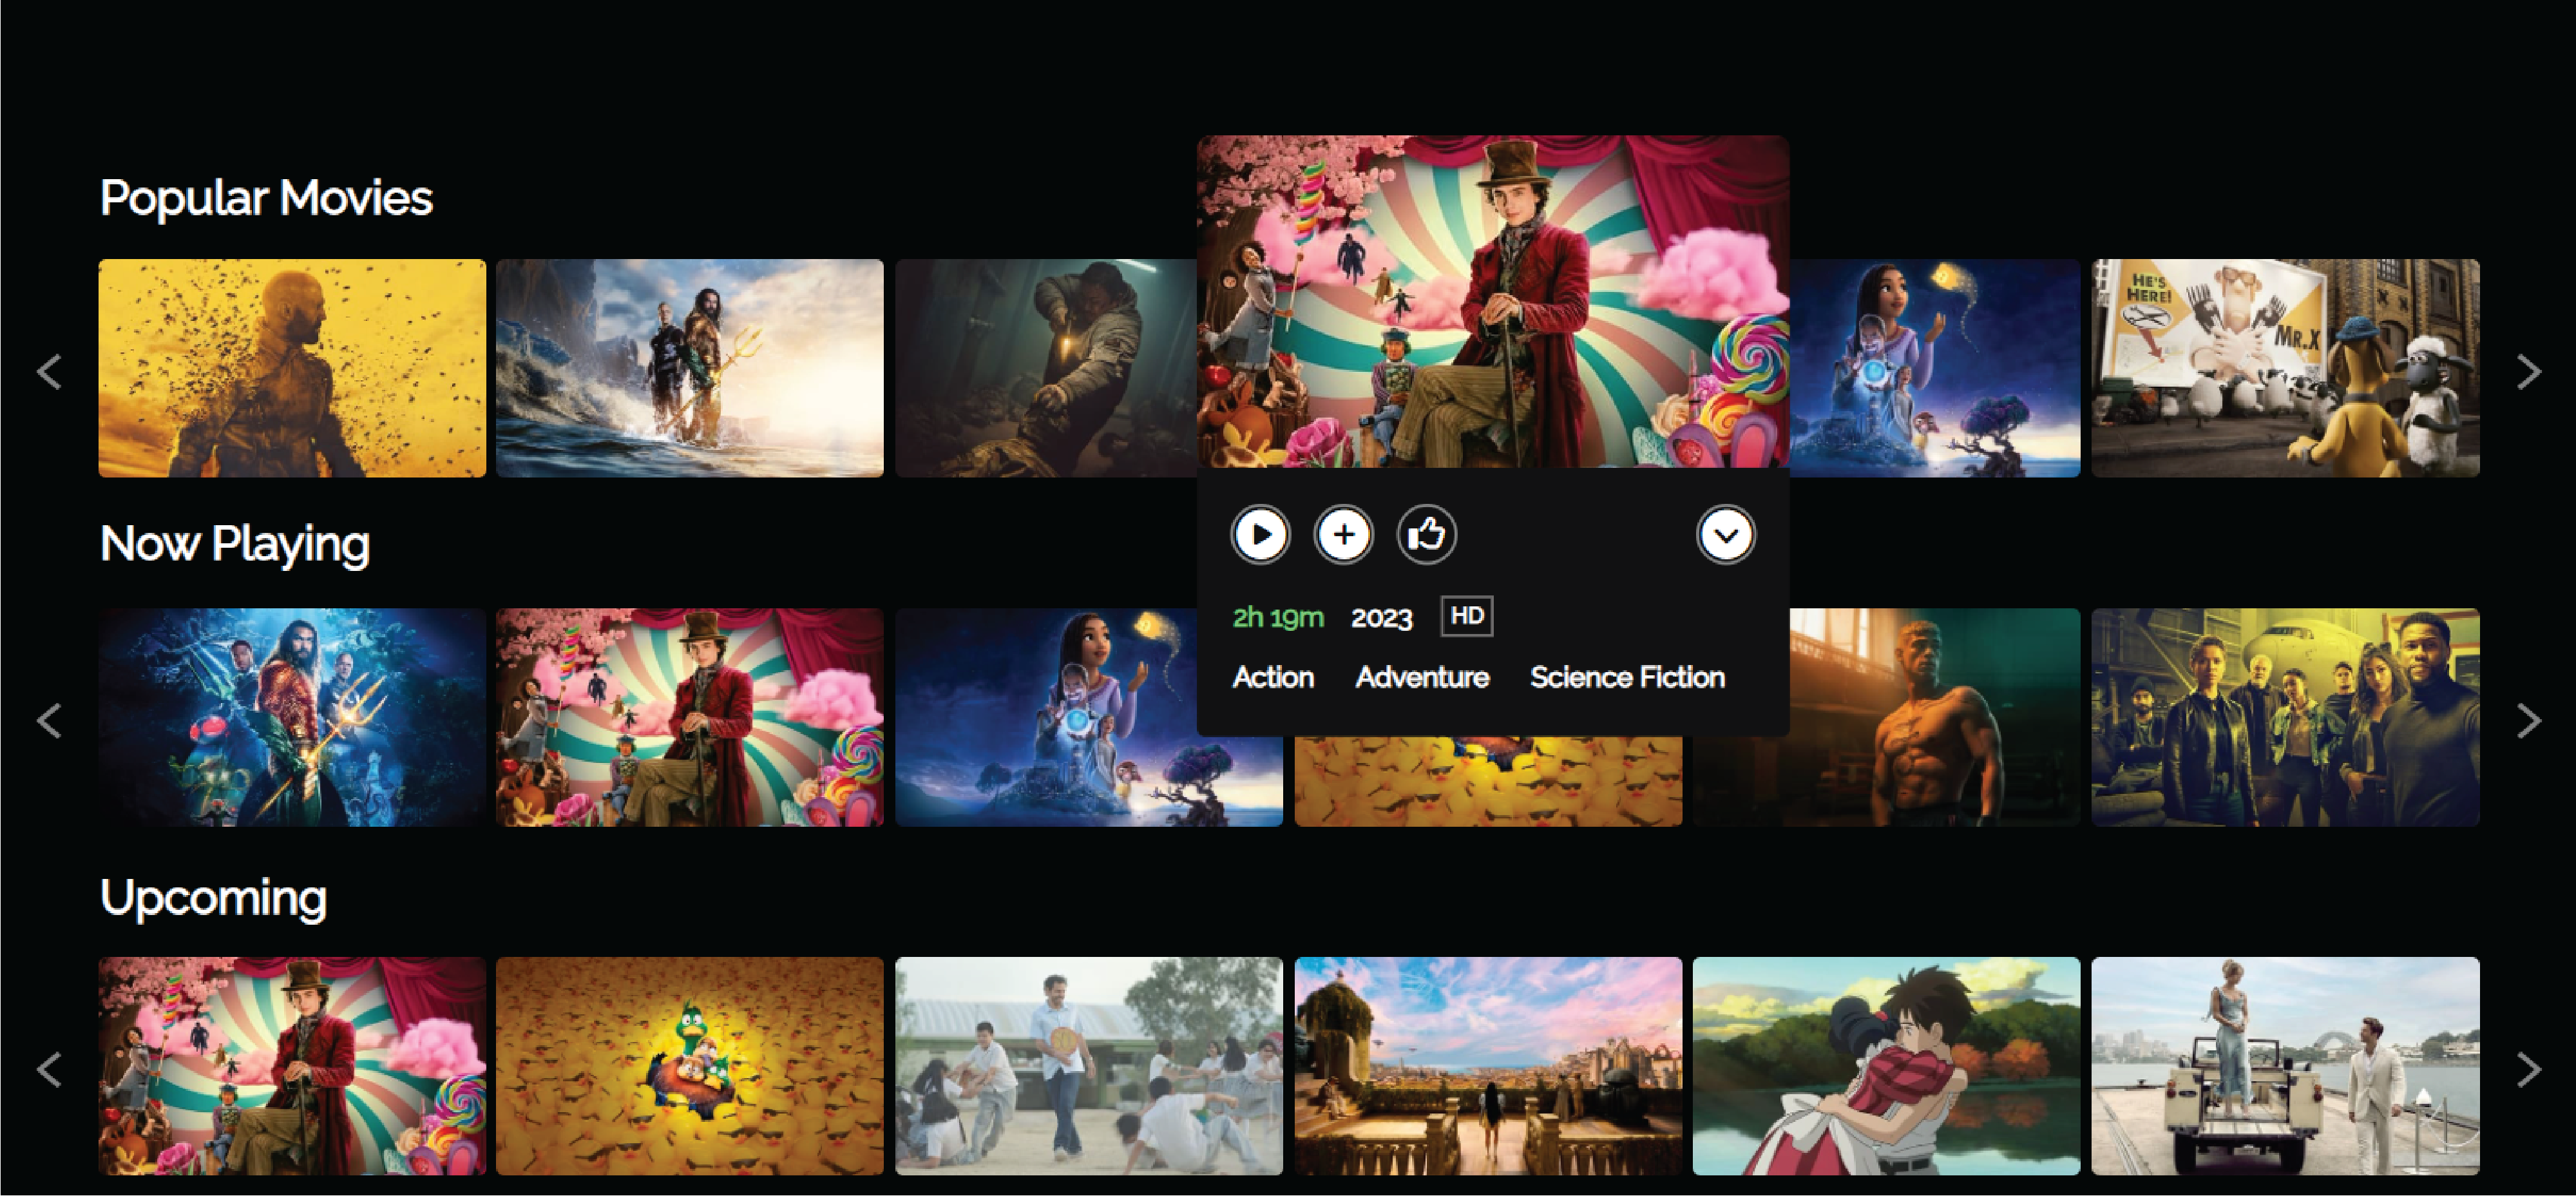 Popular Movies
HE'S
HERE!
MR.X
Now Playing
2h 19m 2023 HD
Action Adventure Science Fiction
Upcoming